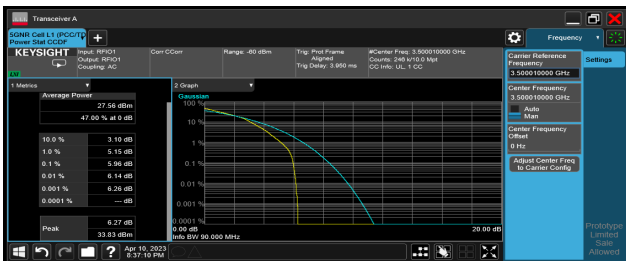 Transceiver A
5GNR Cell L1 (PCC/TD
Power Stat CCDF
Frequency
KEYSIGHT
Input: RFIO1
Output: RFIO1
Coupling: AC
Corr CCorr
Range: -60 dBm
Trig: Prot Frame
Aligned
Trig Delay: 3.950 ms
#Center Freq: 3.500010000 GHz
Counts: 246 k/10.0 Mpt
CC Info: UL: 1 CC
1 Metrics
Average Power
27.56 dBm
47.00 % at 0 dB
10.0 % 3.10 dB
1.0 % 5.15 dB
0.1 % 5.96 dB
0.01 % 6.14 dB
0.001 % 6.26 dB
0.0001 % --- dB
Peak
6.27 dB
33.83 dBm
2 Graph
Gaussian
100 %
10 %
1 %
0.1 %
0.01 %
0.001 %
0.0001 %
0.00 dB
20.00 dB
Info BW 90.000 MHz
Carrier Reference
Frequency
3.500010000 GHz
Center Frequency
3.500010000 GHz
Auto
Man
Center Frequency
Offset
0 Hz
Adjust Center Freq
to Carrier Config
Settings
Prototype
Limited
Sale
Allowed
Apr 10, 2023
8:37:10 PM